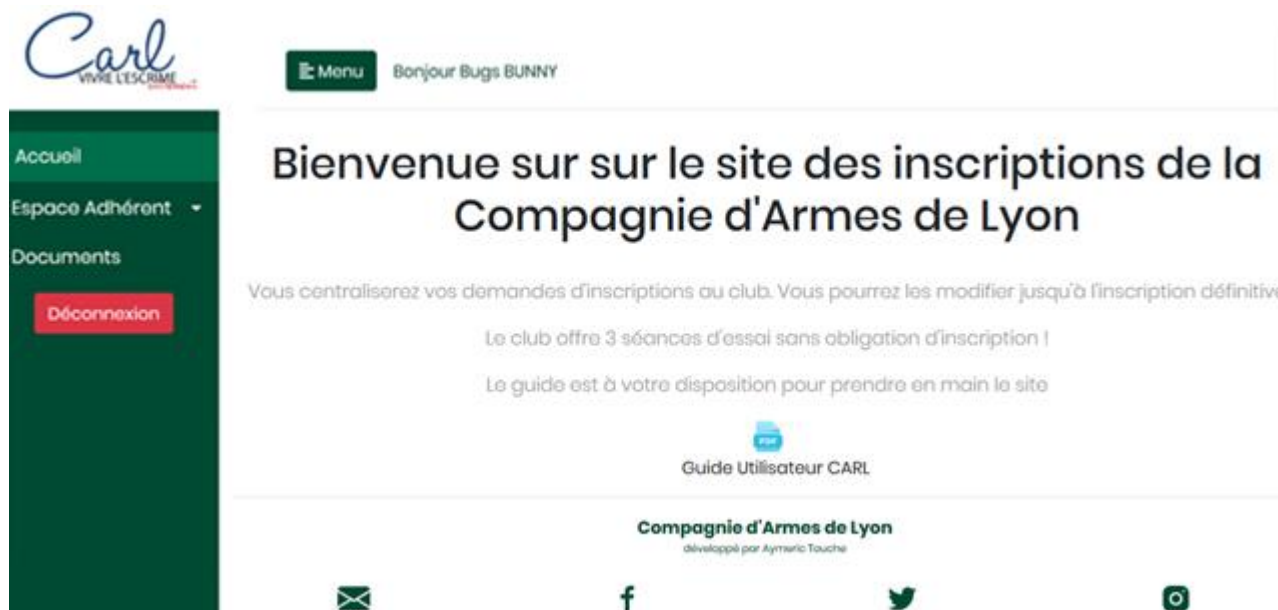 Carl
VIVRE L'ESCRIME
Menu
Bonjour Bugs BUNNY
Accueil
Espace Adhérent
Documents
Déconnexion
Bienvenue sur sur le site des inscriptions de la
Compagnie d'Armes de Lyon
Vous centraliserez vos demandes d'inscriptions au club. Vous pourrez les modifier jusqu'à l'inscription définitive
Le club offre 3 séances d'essai sans obligation d'inscription !
Le guide est à votre disposition pour prendre en main le site
PDF
Guide Utilisateur CARL
Compagnie d'Armes de Lyon
développé par Aymeric Touche